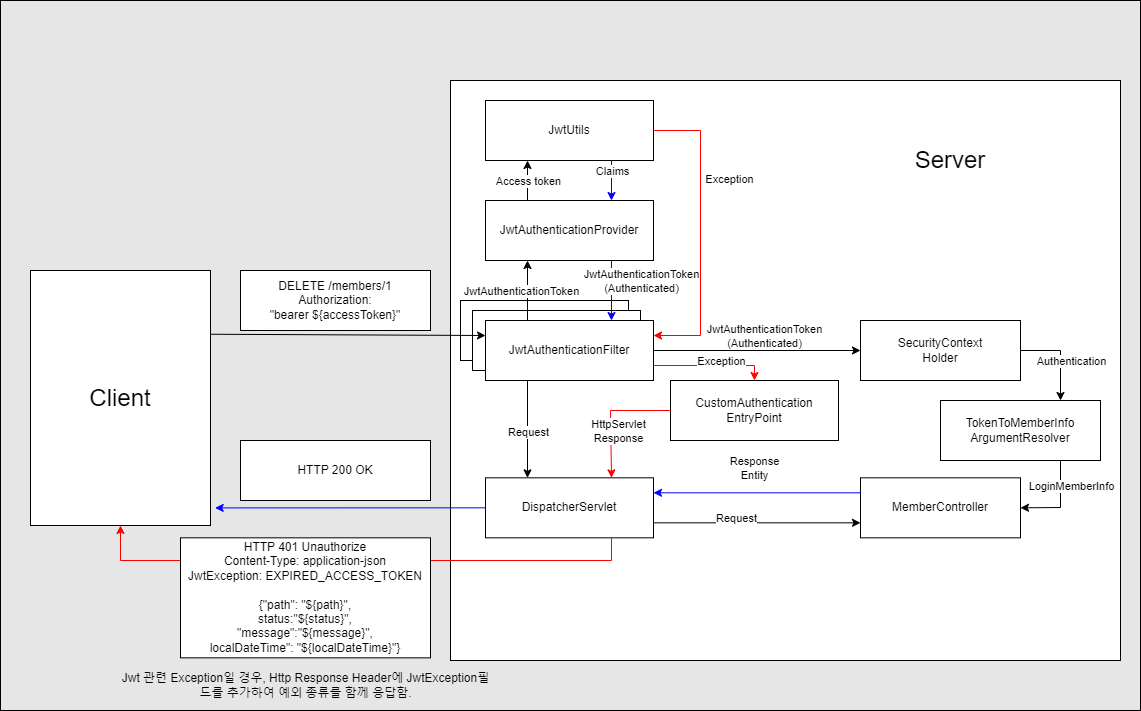 JwtUtils
Server
Access token
Claims
Exception
JwtAuthenticationProvider
JwtAuthenticationToken
(Authenticated)
JwtAuthenticationToken
DELETE /members/1
Authorization:
"bearer ${accessToken}"
JwtAuthenticationFilter
JwtAuthenticationToken
(Authenticated)
SecurityContext
Holder
Exception
Authentication
Client
CustomAuthentication
EntryPoint
TokenToMemberInfo
ArgumentResolver
Request
HttpServlet
Response
HTTP 200 OK
Response
Entity
LoginMemberInfo
DispatcherServlet
Request
MemberController
HTTP 401 Unauthorize
Content-Type: application-json
JwtException: EXPIRED_ACCESS_TOKEN
{"path": "${path}",
status:"${status}",
"message":"${message}",
localDateTime": "${localDateTime}"}
Jwt 관련 Exception일 경우, Http Response Header에 JwtException필
드를 추가하여 예외 종류를 함께 응답함.